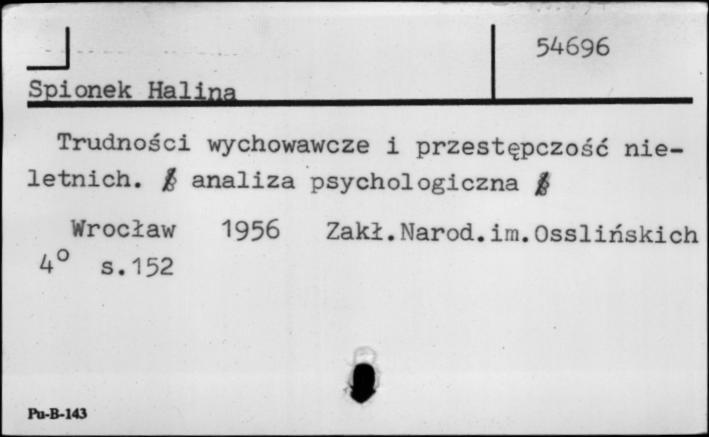 54696
Spionek Halina
Trudności wychowawcze i przestępczość nie-
letnich. analiza psychologiczna
Wrocław 1956 Zakł.Narod.im.Osslińskich
4° s.152
Pu-B-143